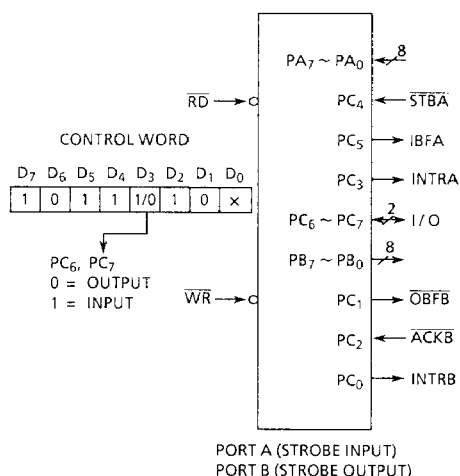 PA₇ ~ PA₀ 8
RD PC₄ STBA
PC₅ IBFA
CONTROL WORD
PC₃ INTRA
D₇ D₆ D₅ D₄ D₃ D₂ D₁ D₀
1 0 1 1 1/0 1 0 ×
PC₆ ~ PC₇ 2 I/O
PB₇ ~ PB₀ 8
PC₆, PC₇
0 = OUTPUT
1 = INPUT
WR PC₁ OBFB
PC₂ ACKB
PC₀ INTRB
PORT A (STROBE INPUT)
PORT B (STROBE OUTPUT)